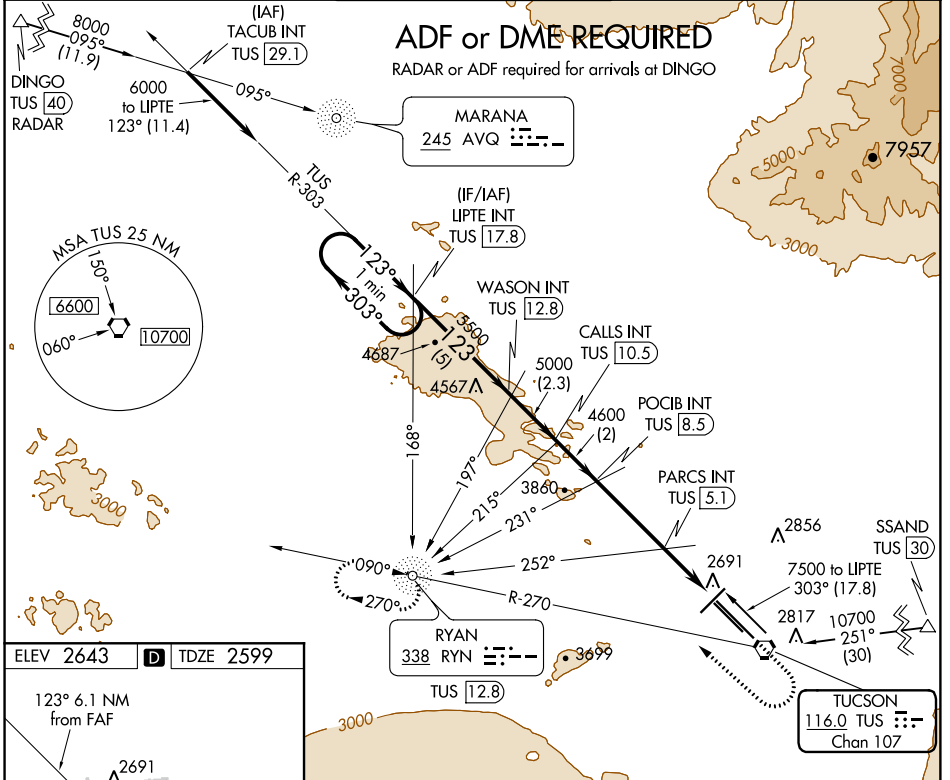 ADF or DME REQUIRED
RADAR or ADF required for arrivals at DINGO
8000
095°
(11.9)
DINGO
TUS 40
RADAR
(IAF)
TACUB INT
TUS 29.1
6000
to LIPTE
123° (11.4)
095°
MARANA
245 AVQ
7000
5000
7957
3000
TUS
R-303
(IF/IAF)
LIPTE INT
TUS 17.8
MSA TUS 25 NM
150°
6600
060°
10700
123°
1 min
303°
WASON INT
TUS 12.8
5500
123
(5)
4687
4567
CALLS INT
TUS 10.5
5000
(2.3)
4600
(2)
POCIB INT
TUS 8.5
168°
197°
215°
231°
3860
PARCS INT
TUS 5.1
3000
2856
SSAND
TUS 30
252°
2691
7500 to LIPTE
303° (17.8)
090°
270°
R-270
2817
10700
251°
(30)
RYAN
338 RYN
TUS 12.8
3699
TUCSON
116.0 TUS
Chan 107
3000
ELEV 2643 D TDZE 2599
123° 6.1 NM
from FAF
2691